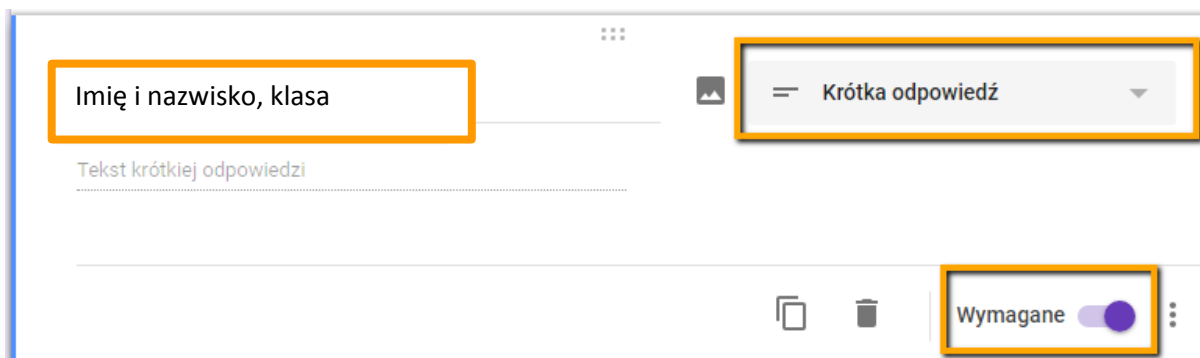 Imię i nazwisko, klasa
Krótka odpowiedź
Tekst krótkiej odpowiedzi
Wymagane